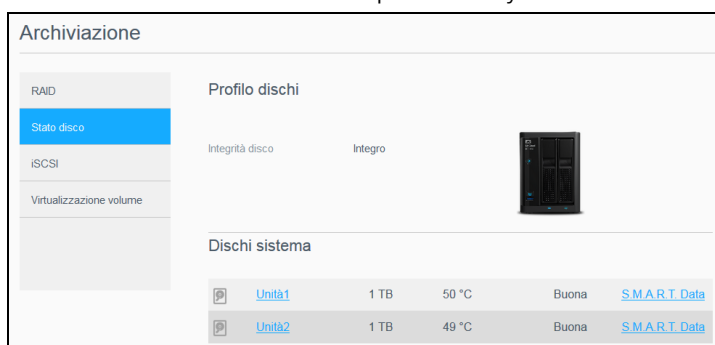 Archiviazione
RAID
Stato disco
iSCSI
Virtualizzazione volume
Profilo dischi
Integrità disco Integro
Dischi sistema
Unità1 1 TB 50 °C Buona S.M.A.R.T. Data
Unità2 1 TB 49 °C Buona S.M.A.R.T. Data